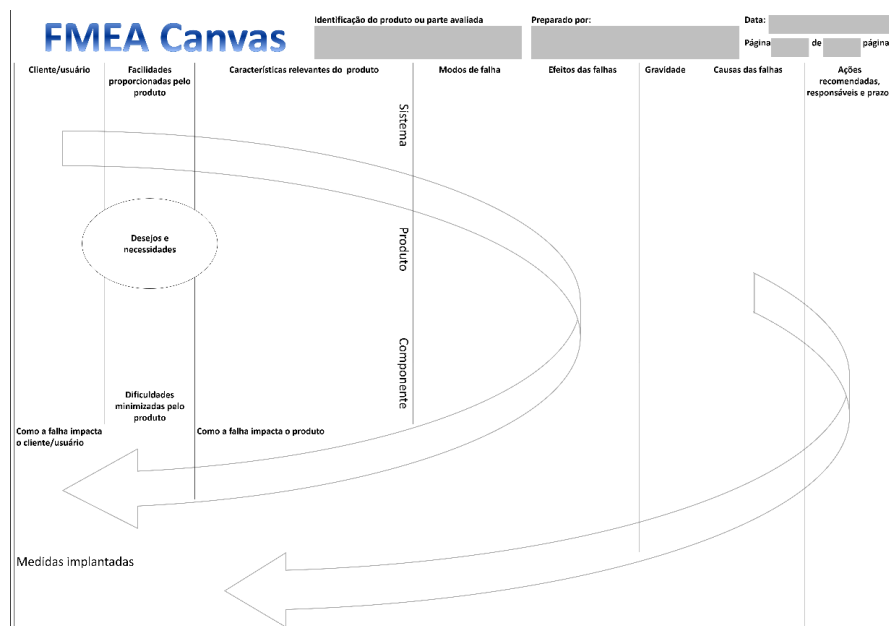 FMEA Canvas
Identificação do produto ou parte avaliada
Preparado por:
Data:
Página de página
Cliente/usuário
Facilidades
proporcionadas pelo
produto
Características relevantes do produto
Modos de falha
Efeitos das falhas
Gravidade
Causas das falhas
Ações
recomendadas,
responsáveis e prazo
Sistema
Desejos e
necessidades
Produto
Componente
Dificuldades
minimizadas pelo
produto
Como a falha impacta
o cliente/usuário
Como a falha impacta o produto
Medidas implantadas